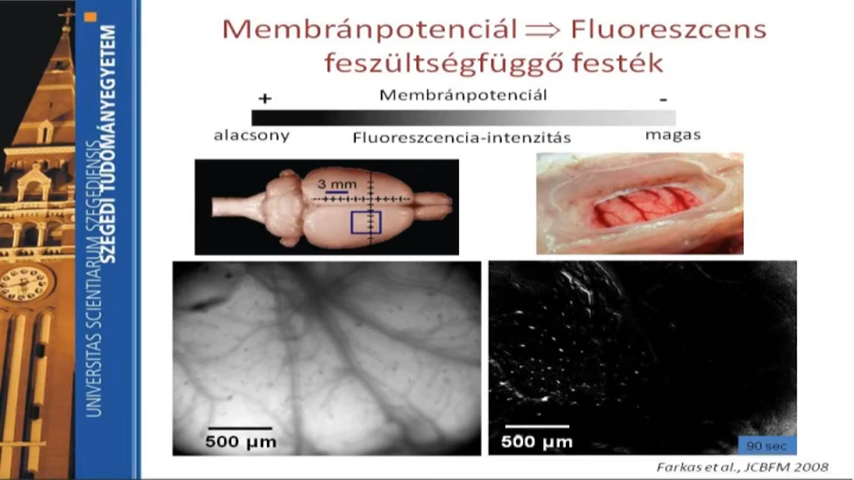 UNIVERSITAS SCIENTIARUM SZEGEDIENSIS
SZEGEDI TUDOMÁNYEGYETEM
Membránpotenciál ⇒ Fluoreszcens
feszültségfüggő festék
+ Membránpotenciál -
alacsony Fluoreszcencia-intenzitás magas
3 mm
500 µm
500 µm
90 sec
Farkas et al., JCBFM 2008